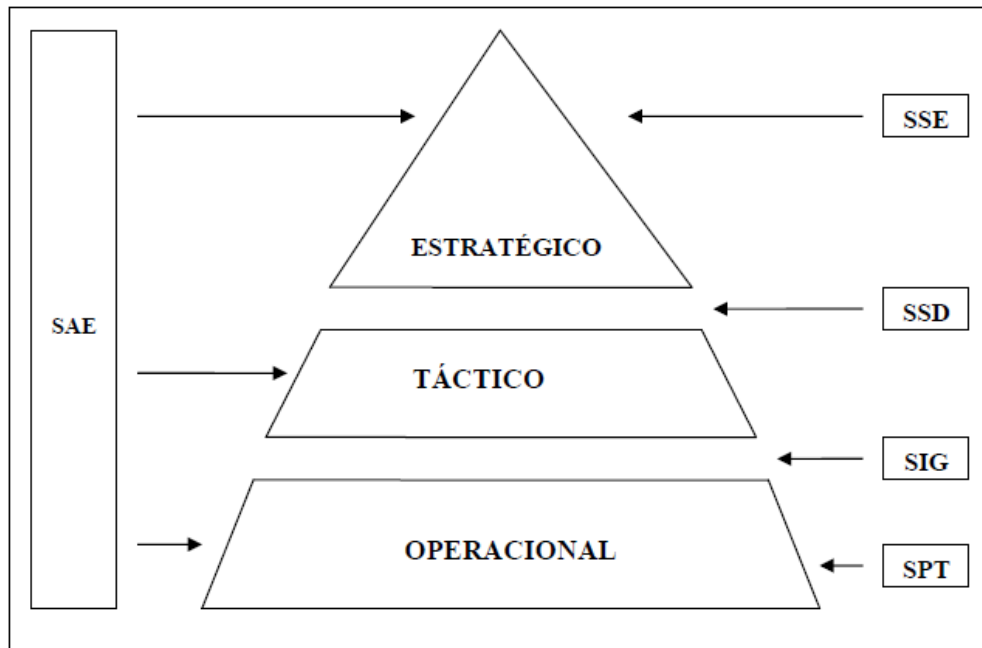 SSE
ESTRATÉGICO
SSD
SAE
TÁCTICO
SIG
OPERACIONAL
SPT